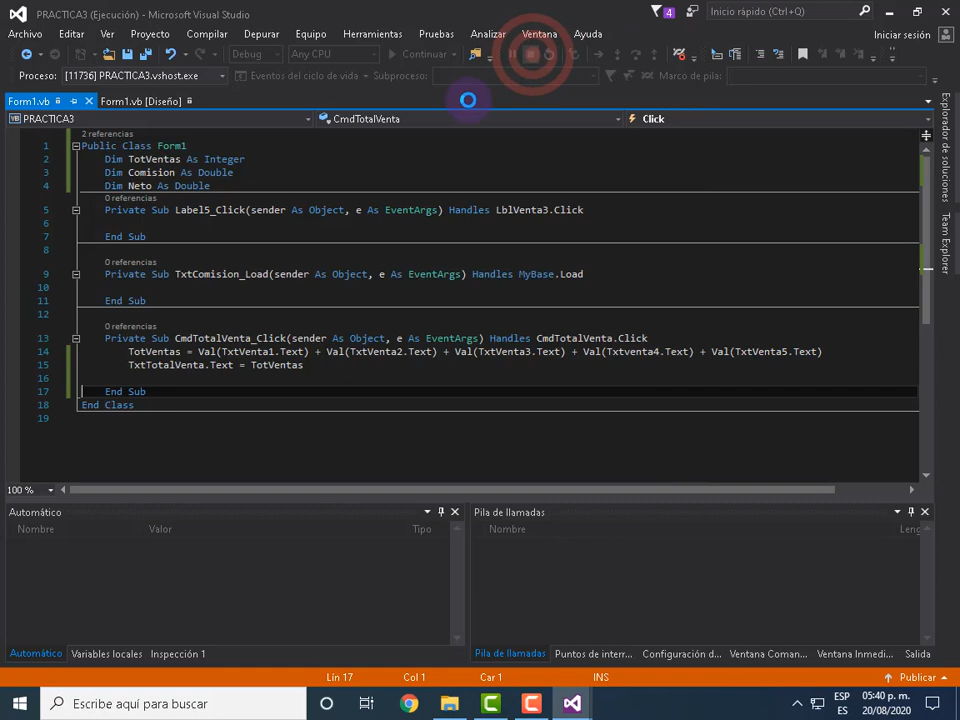 PRACTICA3 (Ejecución) - Microsoft Visual Studio
4
Inicio rápido (Ctrl+Q)
Archivo Editar Ver Proyecto Compilar Depurar Equipo Herramientas Pruebas Analizar Ventana Ayuda
Iniciar sesión
Debug Any CPU Continuar
Proceso: [11736] PRACTICA3.vshost.exe Eventos del ciclo de vida Subproceso: Marco de pila:
Form1.vb Form1.vb [Diseño]
PRACTICA3 CmdTotalVenta Click
2 referencias
1 Public Class Form1
2 Dim TotVentas As Integer
3 Dim Comision As Double
4 Dim Neto As Double
0 referencias
5 Private Sub Label5_Click(sender As Object, e As EventArgs) Handles LblVenta3.Click
6
7 End Sub
8
0 referencias
9 Private Sub TxtComision_Load(sender As Object, e As EventArgs) Handles MyBase.Load
10
11 End Sub
12
0 referencias
13 Private Sub CmdTotalVenta_Click(sender As Object, e As EventArgs) Handles CmdTotalVenta.Click
14 TotVentas = Val(TxtVenta1.Text) + Val(TxtVenta2.Text) + Val(TxtVenta3.Text) + Val(Txtventa4.Text) + Val(TxtVenta5.Text)
15 TxtTotalVenta.Text = TotVentas
16
17 End Sub
18 End Class
19
100 %
Explorador de soluciones
Team Explorer
Automático
Nombre Valor Tipo
Pila de llamadas
Nombre Leng
Automático Variables locales Inspección 1
Pila de llamadas Puntos de interr... Configuración d... Ventana Coman... Ventana Inmedi... Salida
Lín 17 Col 1 Car 1 INS Publicar
Escribe aquí para buscar
ESP
ES
05:40 p. m.
20/08/2020